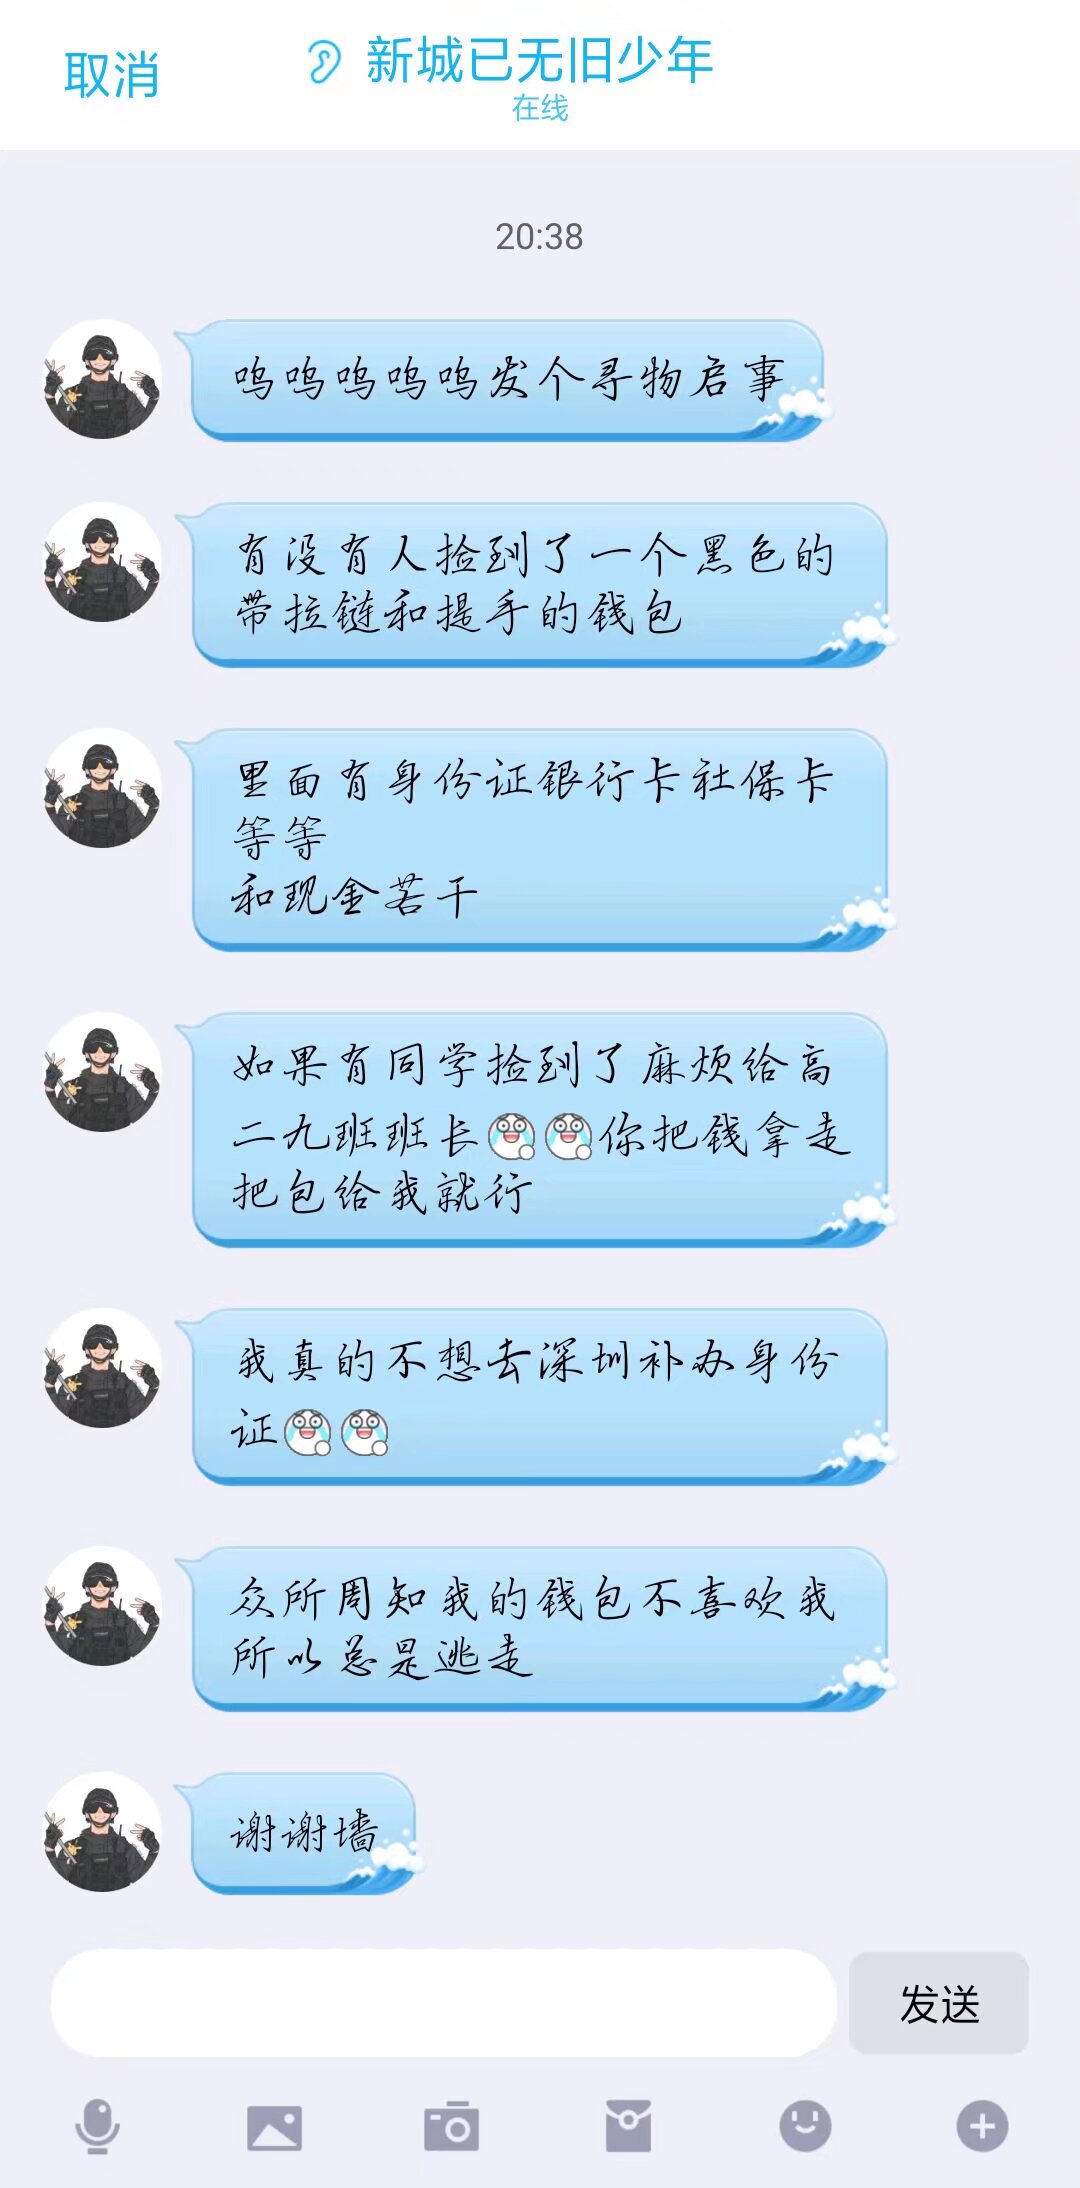 取消
新城已无旧少年
在线
20:38
呜呜呜呜呜发个寻物启事
有没有人捡到了一个黑色的
带拉链和提手的钱包
里面有身份证银行卡社保卡
等等
和现金若干
如果有同学捡到了麻烦给高
二九班班长你把钱拿走
把包给我就行
我真的不想去深圳补办身份
证
众所周知我的钱包不喜欢我
所以总是逃走
谢谢墙
发送